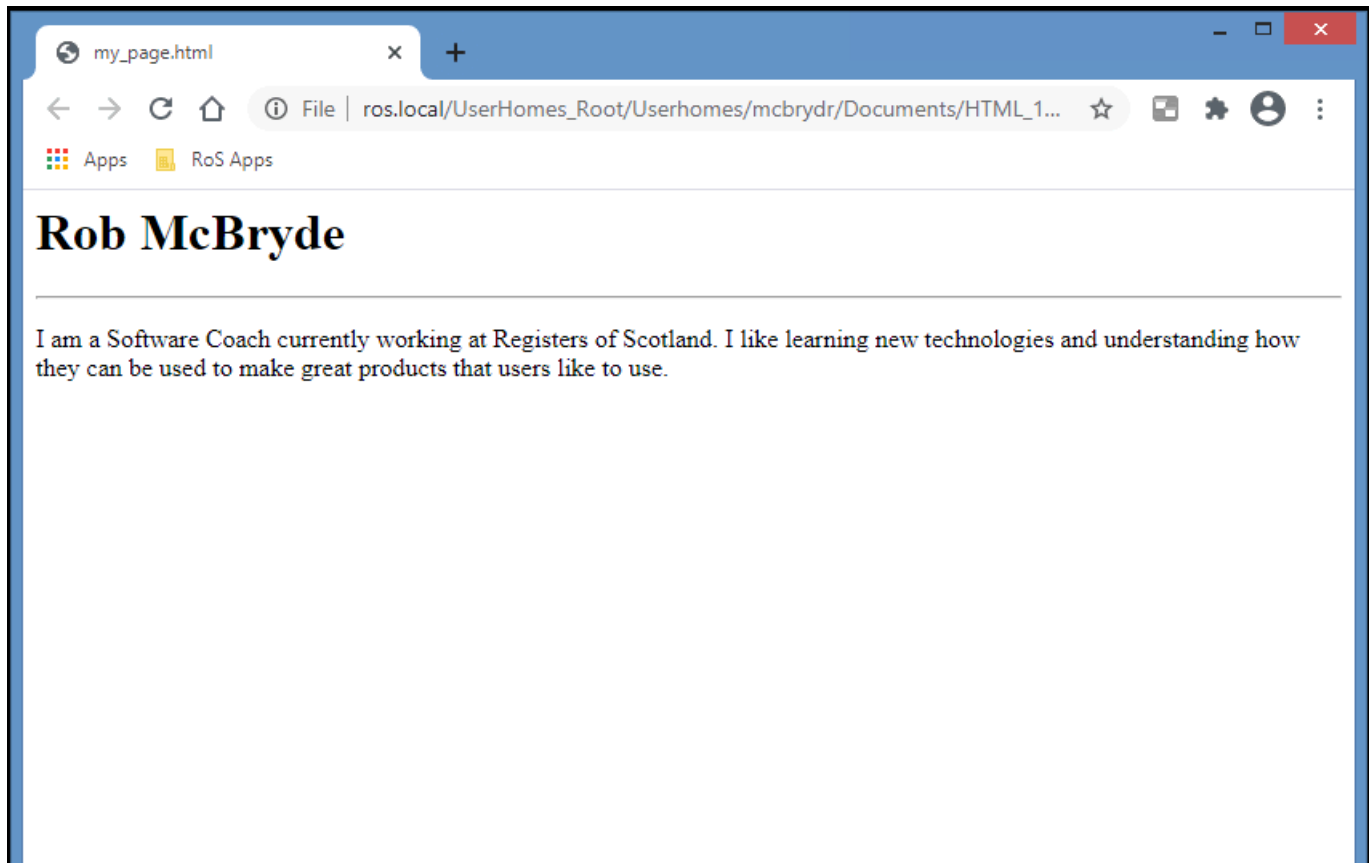 my_page.html
File ros.local/UserHomes_Root/Userhomes/mcbrydr/Documents/HTML_1...
Apps RoS Apps
Rob McBryde
I am a Software Coach currently working at Registers of Scotland. I like learning new technologies and understanding how
they can be used to make great products that users like to use.